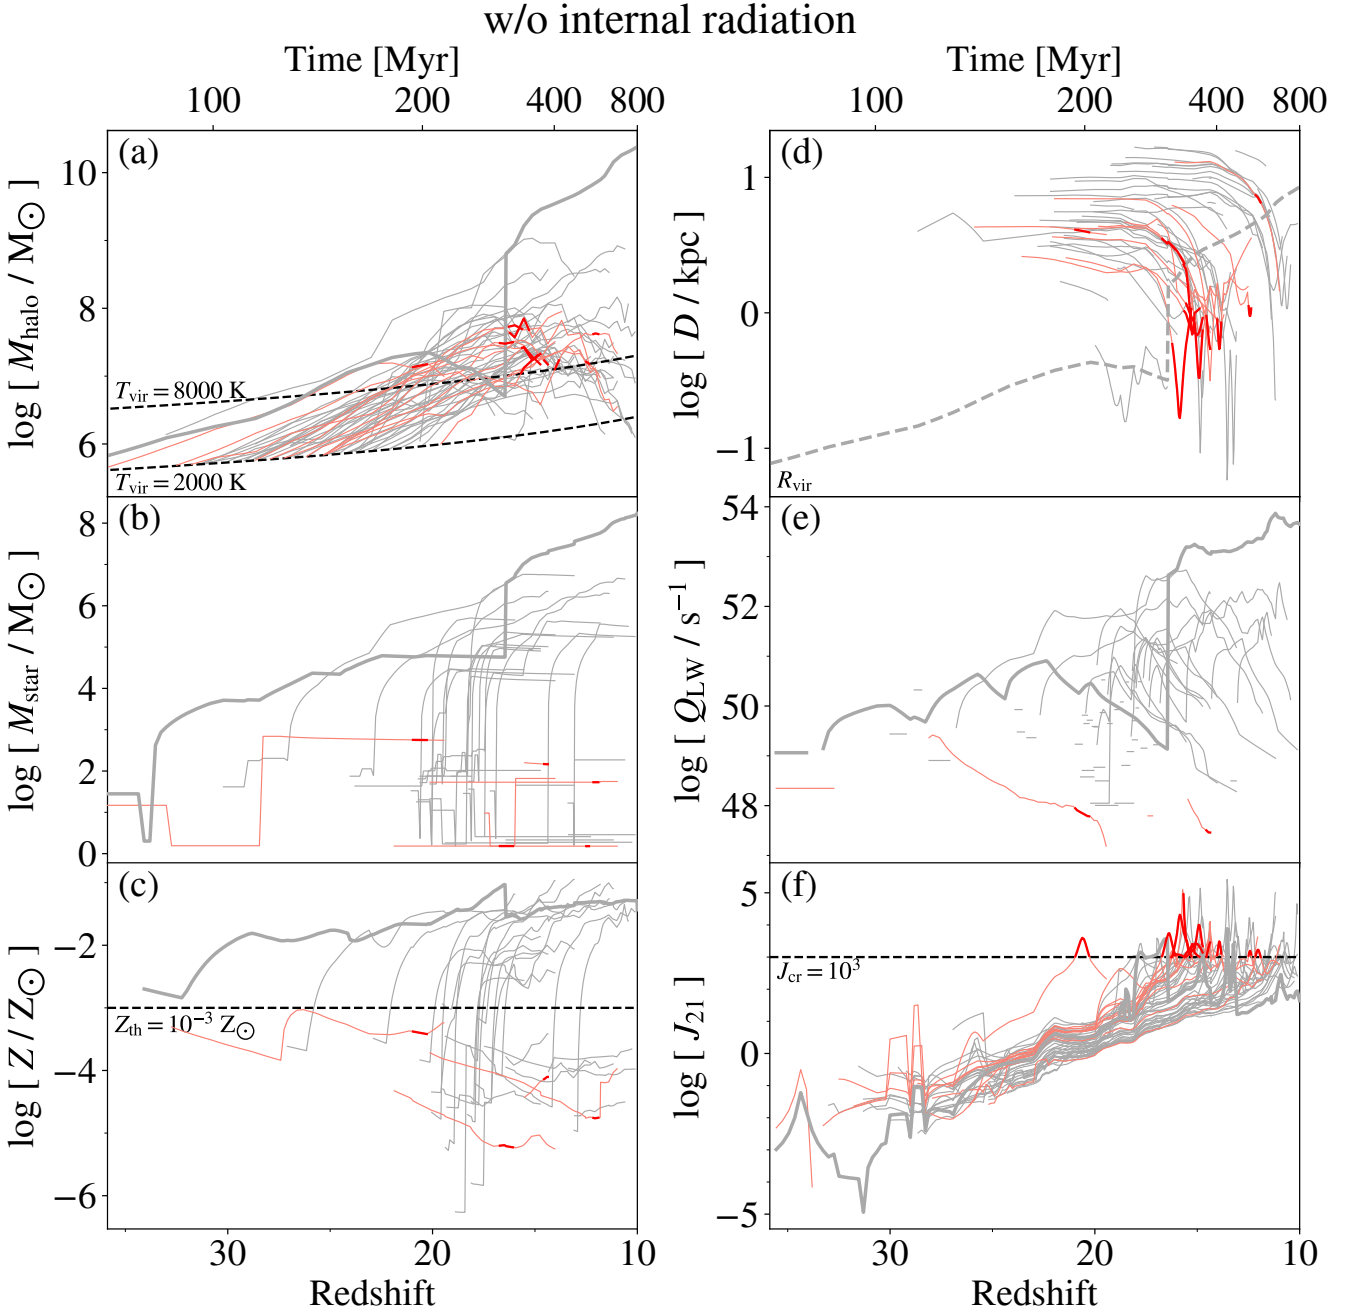 w/o internal radiation
Time [Myr]
Time [Myr]
100
200
400
800
100
200
400
800
(a)
10
8
6
log [ M_halo / M_⊙ ]
T_vir = 8000 K
T_vir = 2000 K
(d)
1
0
−1
log [ D / kpc ]
R_vir
(b)
8
6
4
2
0
log [ M_star / M_⊙ ]
(e)
54
52
50
48
log [ Q_LW / s⁻¹ ]
(c)
−2
−4
−6
log [ Z / Z_⊙ ]
Z_th = 10⁻³ Z_⊙
(f)
5
0
−5
log [ J_21 ]
J_cr = 10³
30
20
10
30
20
10
Redshift
Redshift